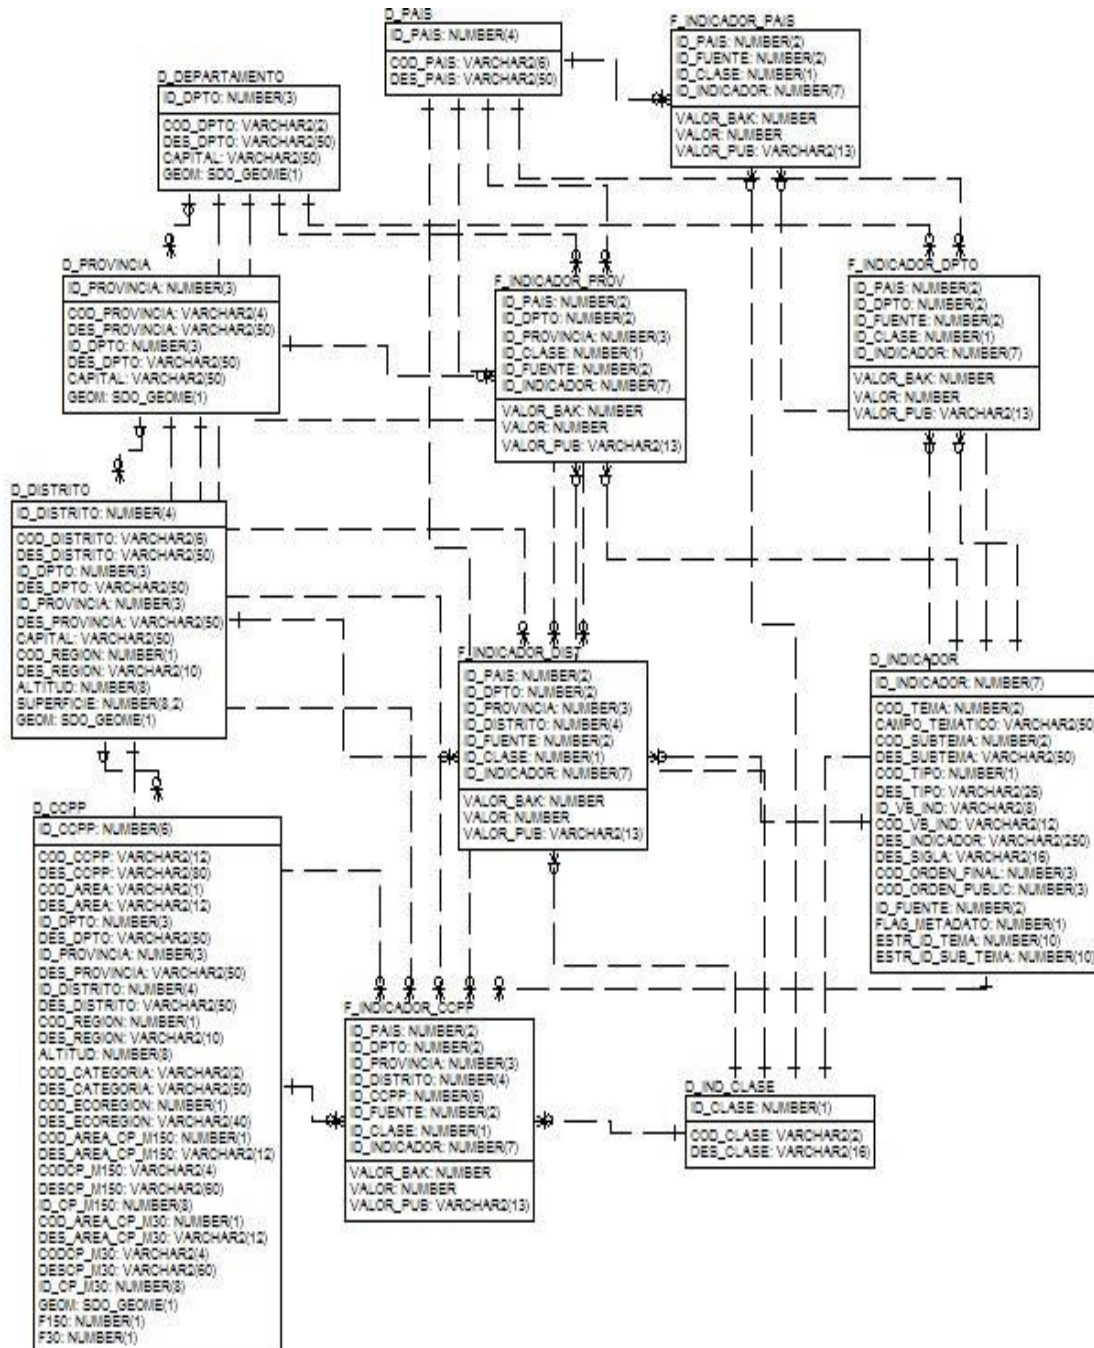 D_PAIS
ID_PAIS: NUMBER(4)
COD_PAIS: VARCHAR2(6)
DES_PAIS: VARCHAR2(50)
F_INDICADOR_PAIS
ID_PAIS: NUMBER(2)
ID_FUENTE: NUMBER(2)
ID_CLASE: NUMBER(1)
ID_INDICADOR: NUMBER(7)
VALOR_BAK: NUMBER
VALOR: NUMBER
VALOR_PUB: VARCHAR2(13)
D_DEPARTAMENTO
ID_DPTO: NUMBER(3)
COD_DPTO: VARCHAR2(2)
DES_DPTO: VARCHAR2(50)
CAPITAL: VARCHAR2(50)
GEOM: SDO_GEOME(1)
D_PROVINCIA
ID_PROVINCIA: NUMBER(3)
COD_PROVINCIA: VARCHAR2(4)
DES_PROVINCIA: VARCHAR2(50)
ID_DPTO: NUMBER(3)
DES_DPTO: VARCHAR2(50)
CAPITAL: VARCHAR2(50)
GEOM: SDO_GEOME(1)
F_INDICADOR_PROV
ID_PAIS: NUMBER(2)
ID_DPTO: NUMBER(2)
ID_PROVINCIA: NUMBER(3)
ID_CLASE: NUMBER(1)
ID_FUENTE: NUMBER(2)
ID_INDICADOR: NUMBER(7)
VALOR_BAK: NUMBER
VALOR: NUMBER
VALOR_PUB: VARCHAR2(13)
F_INDICADOR_DPTO
ID_PAIS: NUMBER(2)
ID_DPTO: NUMBER(2)
ID_FUENTE: NUMBER(2)
ID_CLASE: NUMBER(1)
ID_INDICADOR: NUMBER(7)
VALOR_BAK: NUMBER
VALOR: NUMBER
VALOR_PUB: VARCHAR2(13)
D_DISTRITO
ID_DISTRITO: NUMBER(4)
COD_DISTRITO: VARCHAR2(6)
DES_DISTRITO: VARCHAR2(50)
ID_DPTO: NUMBER(3)
DES_DPTO: VARCHAR2(50)
ID_PROVINCIA: NUMBER(3)
DES_PROVINCIA: VARCHAR2(50)
CAPITAL: VARCHAR2(50)
COD_REGION: NUMBER(1)
DES_REGION: VARCHAR2(10)
ALTITUD: NUMBER(8)
SUPERFICIE: NUMBER(8,2)
GEOM: SDO_GEOME(1)
F_INDICADOR_DIST
ID_PAIS: NUMBER(2)
ID_DPTO: NUMBER(2)
ID_PROVINCIA: NUMBER(3)
ID_DISTRITO: NUMBER(4)
ID_FUENTE: NUMBER(2)
ID_CLASE: NUMBER(1)
ID_INDICADOR: NUMBER(7)
VALOR_BAK: NUMBER
VALOR: NUMBER
VALOR_PUB: VARCHAR2(13)
D_INDICADOR
ID_INDICADOR: NUMBER(7)
COD_TEMA: NUMBER(2)
CAMPO_TEMATICO: VARCHAR2(50)
COD_SUBTEMA: NUMBER(2)
DES_SUBTEMA: VARCHAR2(50)
COD_TIPO: NUMBER(1)
DES_TIPO: VARCHAR2(26)
ID_VB_IND: VARCHAR2(8)
COD_VB_IND: VARCHAR2(12)
DES_INDICADOR: VARCHAR2(250)
DES_SIGLA: VARCHAR2(16)
COD_ORDEN_FINAL: NUMBER(3)
COD_ORDEN_PUBLIC: NUMBER(3)
ID_FUENTE: NUMBER(2)
FLAG_METADATO: NUMBER(1)
ESTR_ID_TEMA: NUMBER(10)
ESTR_ID_SUB_TEMA: NUMBER(10)
D_CCPP
ID_CCPP: NUMBER(6)
COD_CCPP: VARCHAR2(12)
DES_CCPP: VARCHAR2(80)
COD_AREA: VARCHAR2(1)
DES_AREA: VARCHAR2(12)
ID_DPTO: NUMBER(3)
DES_DPTO: VARCHAR2(50)
ID_PROVINCIA: NUMBER(3)
DES_PROVINCIA: VARCHAR2(50)
ID_DISTRITO: NUMBER(4)
DES_DISTRITO: VARCHAR2(50)
COD_REGION: NUMBER(1)
DES_REGION: VARCHAR2(10)
ALTITUD: NUMBER(8)
COD_CATEGORIA: VARCHAR2(2)
DES_CATEGORIA: VARCHAR2(50)
COD_ECOREGION: NUMBER(1)
DES_ECOREGION: VARCHAR2(40)
COD_AREA_CP_M150: NUMBER(1)
DES_AREA_CP_M150: VARCHAR2(12)
CODCP_M150: VARCHAR2(4)
DESCP_M150: VARCHAR2(60)
ID_CP_M150: NUMBER(8)
COD_AREA_CP_M30: NUMBER(1)
DES_AREA_CP_M30: VARCHAR2(12)
CODCP_M30: VARCHAR2(4)
DESCP_M30: VARCHAR2(60)
ID_CP_M30: NUMBER(8)
GEOM: SDO_GEOME(1)
F150: NUMBER(1)
F30: NUMBER(1)
F_INDICADOR_CCPP
ID_PAIS: NUMBER(2)
ID_DPTO: NUMBER(2)
ID_PROVINCIA: NUMBER(3)
ID_DISTRITO: NUMBER(4)
ID_CCPP: NUMBER(6)
ID_FUENTE: NUMBER(2)
ID_CLASE: NUMBER(1)
ID_INDICADOR: NUMBER(7)
VALOR_BAK: NUMBER
VALOR: NUMBER
VALOR_PUB: VARCHAR2(13)
D_IND_CLASE
ID_CLASE: NUMBER(1)
COD_CLASE: VARCHAR2(2)
DES_CLASE: VARCHAR2(16)